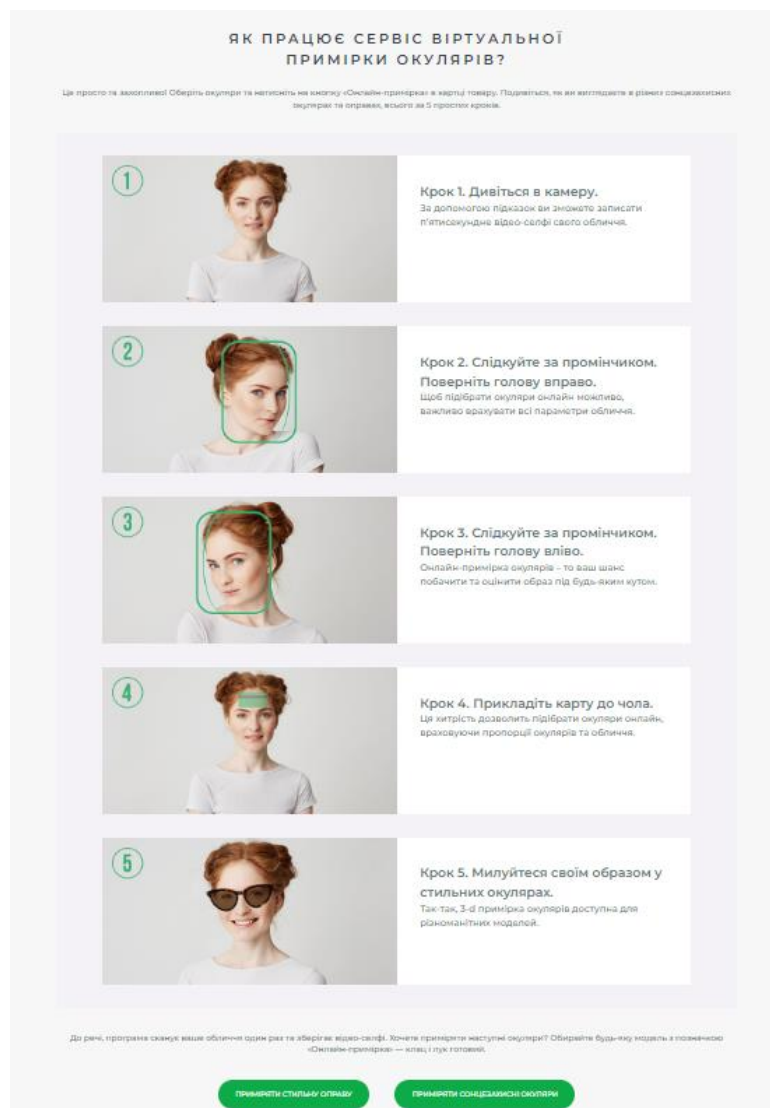 ЯК ПРАЦЮЄ СЕРВІС ВІРТУАЛЬНОЇ
ПРИМІРКИ ОКУЛЯРІВ?
Це просто та захопливо! Оберіть окуляри та натисніть на кнопку «Онлайн-примірка» в картці товару. Подивіться, як ви виглядаєте в різних сонцезахисних
окулярах та оправах, всього за 5 простих кроків.
1
Крок 1. Дивіться в камеру.
За допомогою підказок ви зможете записати
п'ятисекундне відео-селфі свого обличчя.
2
Крок 2. Слідкуйте за промінчиком.
Поверніть голову вправо.
Щоб підібрати окуляри онлайн можливо,
важливо врахувати всі параметри обличчя.
3
Крок 3. Слідкуйте за промінчиком.
Поверніть голову вліво.
Онлайн-примірка окулярів – то ваш шанс
побачити та оцінити образ під будь-яким кутом.
4
Крок 4. Прикладіть карту до чола.
Ця хитрість дозволить підібрати окуляри онлайн,
враховуючи пропорції окулярів та обличчя.
5
Крок 5. Милуйтеся своїм образом у
стильних окулярах.
Так-так, 3-d примірка окулярів доступна для
різноманітних моделей.
До речі, програма сканує ваше обличчя один раз та зберігає відео-селфі. Хочете приміряти наступні окуляри? Обирайте будь-яку модель з позначкою
«Онлайн-примірка» — клац і лук готовий.
ПРИМІРЯТИ СТИЛЬНУ ОПРАВУ
ПРИМІРЯТИ СОНЦЕЗАХИСНІ ОКУЛЯРИ